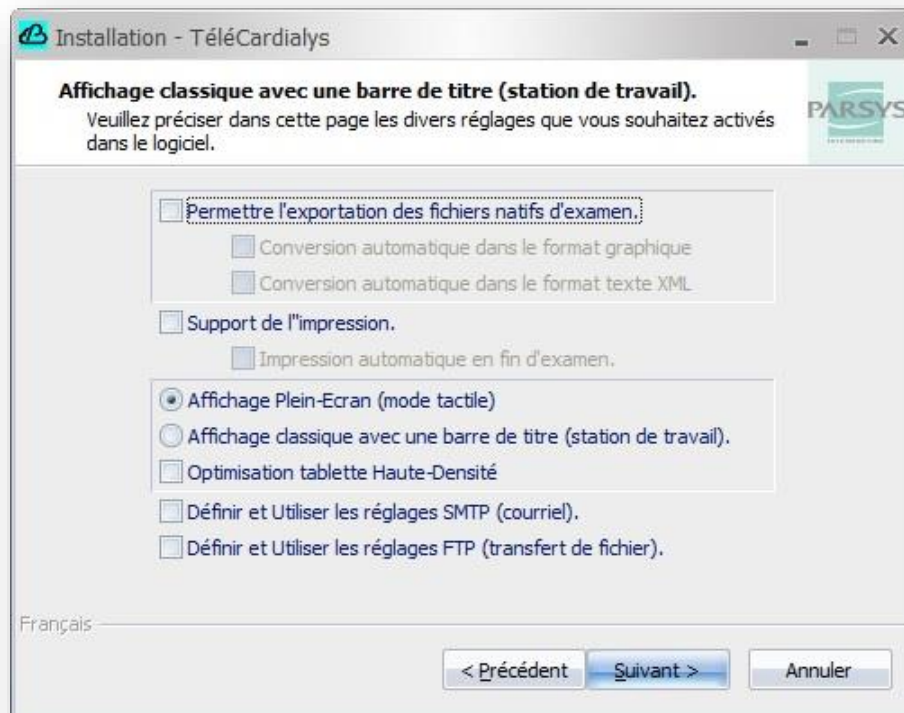 Installation - TéléCardialys
Affichage classique avec une barre de titre (station de travail).
Veuillez préciser dans cette page les divers réglages que vous souhaitez activés
dans le logiciel.
PARSYS
Permettre l'exportation des fichiers natifs d'examen.
Conversion automatique dans le format graphique
Conversion automatique dans le format texte XML
Support de l''impression.
Impression automatique en fin d'examen.
Affichage Plein-Ecran (mode tactile)
Affichage classique avec une barre de titre (station de travail).
Optimisation tablette Haute-Densité
Définir et Utiliser les réglages SMTP (courriel).
Définir et Utiliser les réglages FTP (transfert de fichier).
Français
< Précédent
Suivant >
Annuler